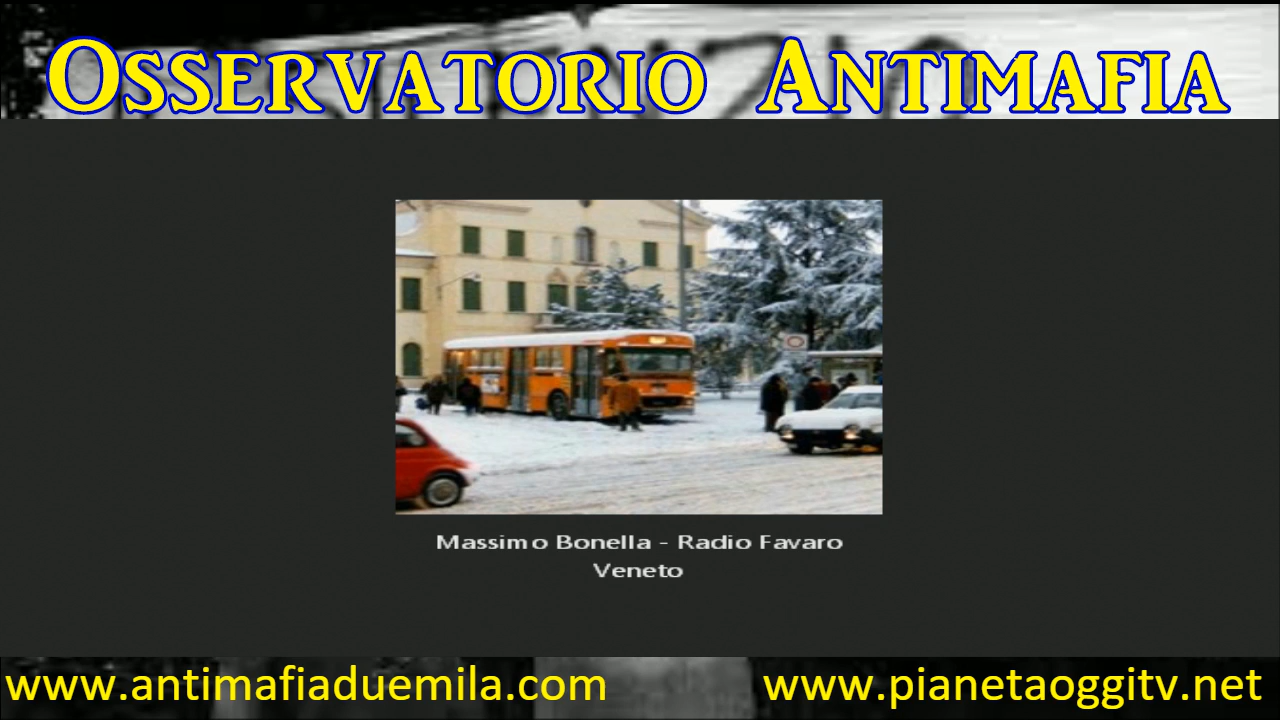 Osservatorio Antimafia
Massimo Bonella - Radio Favaro
Veneto
www.antimafiaduemila.com www.pianetaoggitv.net